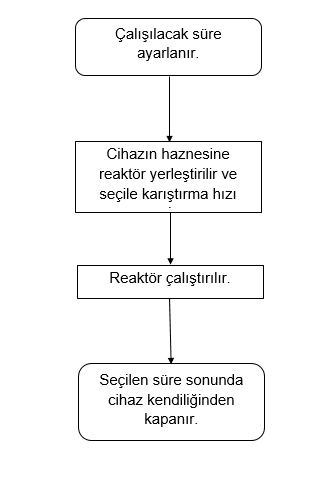 Çalışılacak süre
ayarlanır.
Cihazın haznesine
reaktör yerleştirilir ve
seçile karıştırma hızı
Reaktör çalıştırılır.
Seçilen süre sonunda
cihaz kendiliğinden
kapanır.